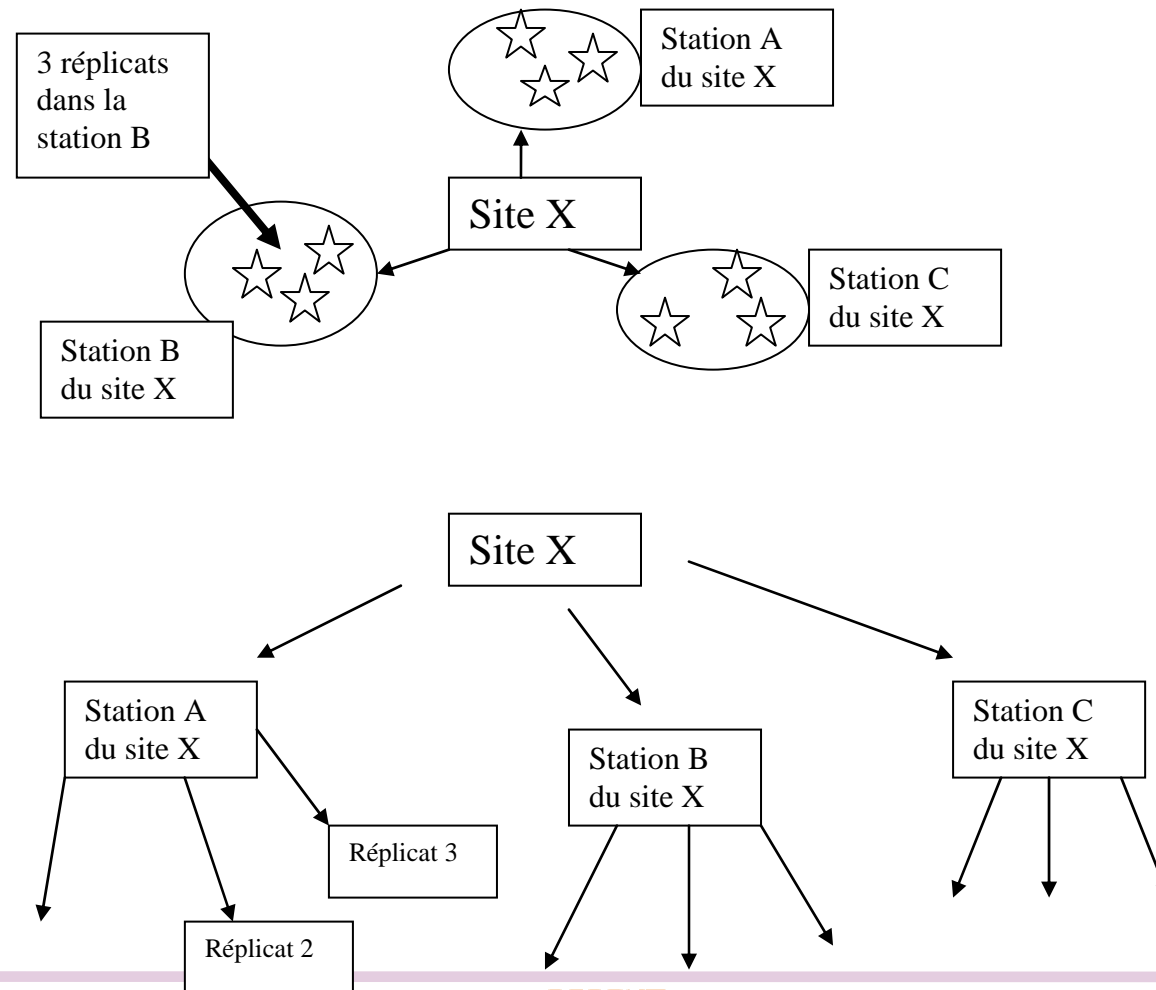 3 réplicats
dans la
station B
Station A
du site X
Site X
Station B
du site X
Station C
du site X
Site X
Station A
du site X
Station B
du site X
Station C
du site X
Réplicat 3
Réplicat 2